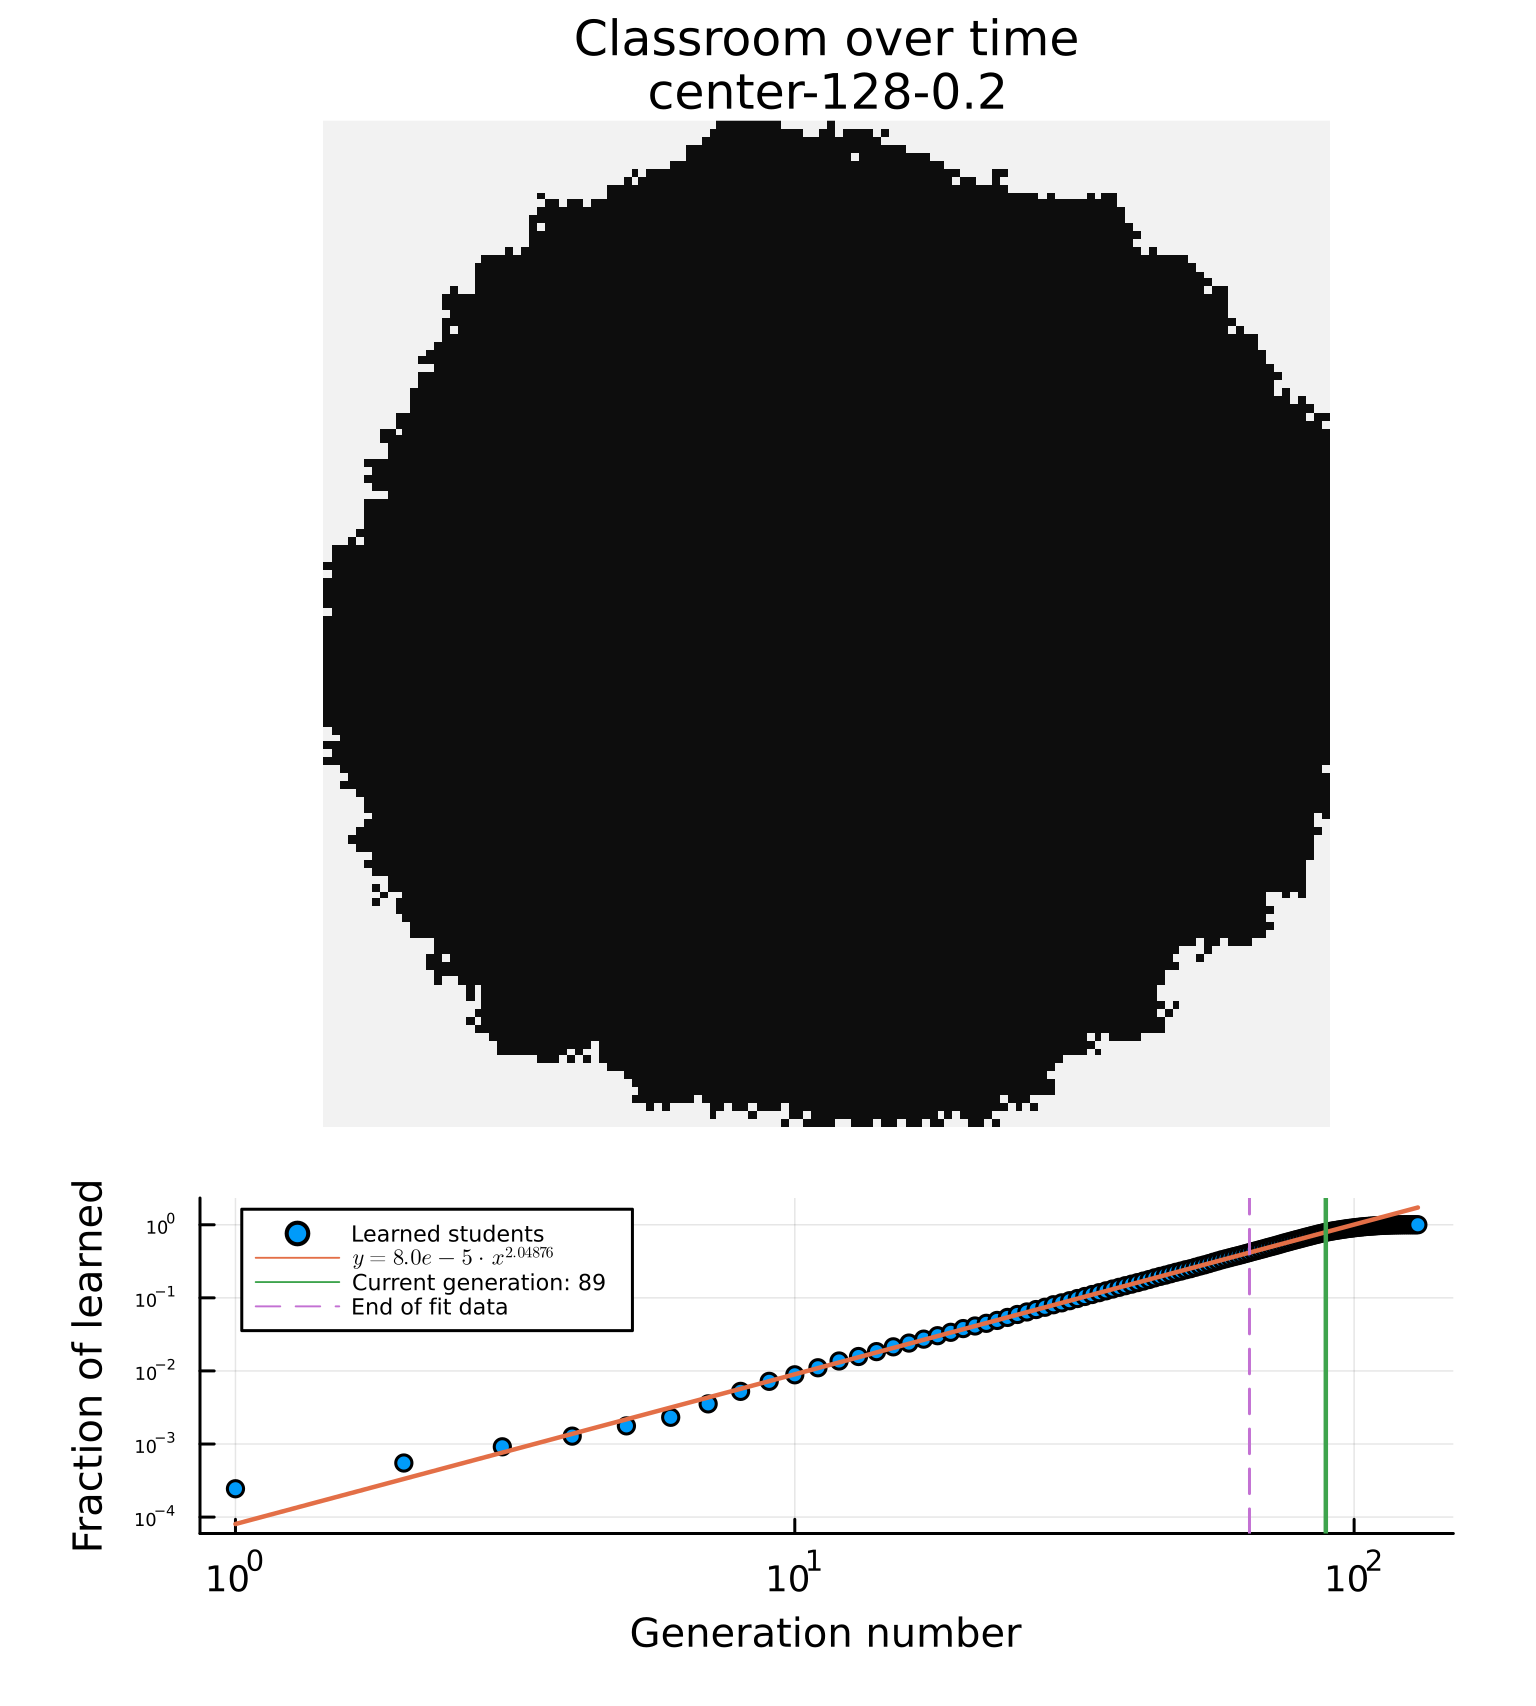 Classroom over time
center-128-0.2
Fraction of learned
10^0
10^-1
10^-2
10^-3
10^-4
Learned students
y = 8.0e − 5 · x^2.04876
Current generation: 89
End of fit data
10^0 10^1 10^2
Generation number